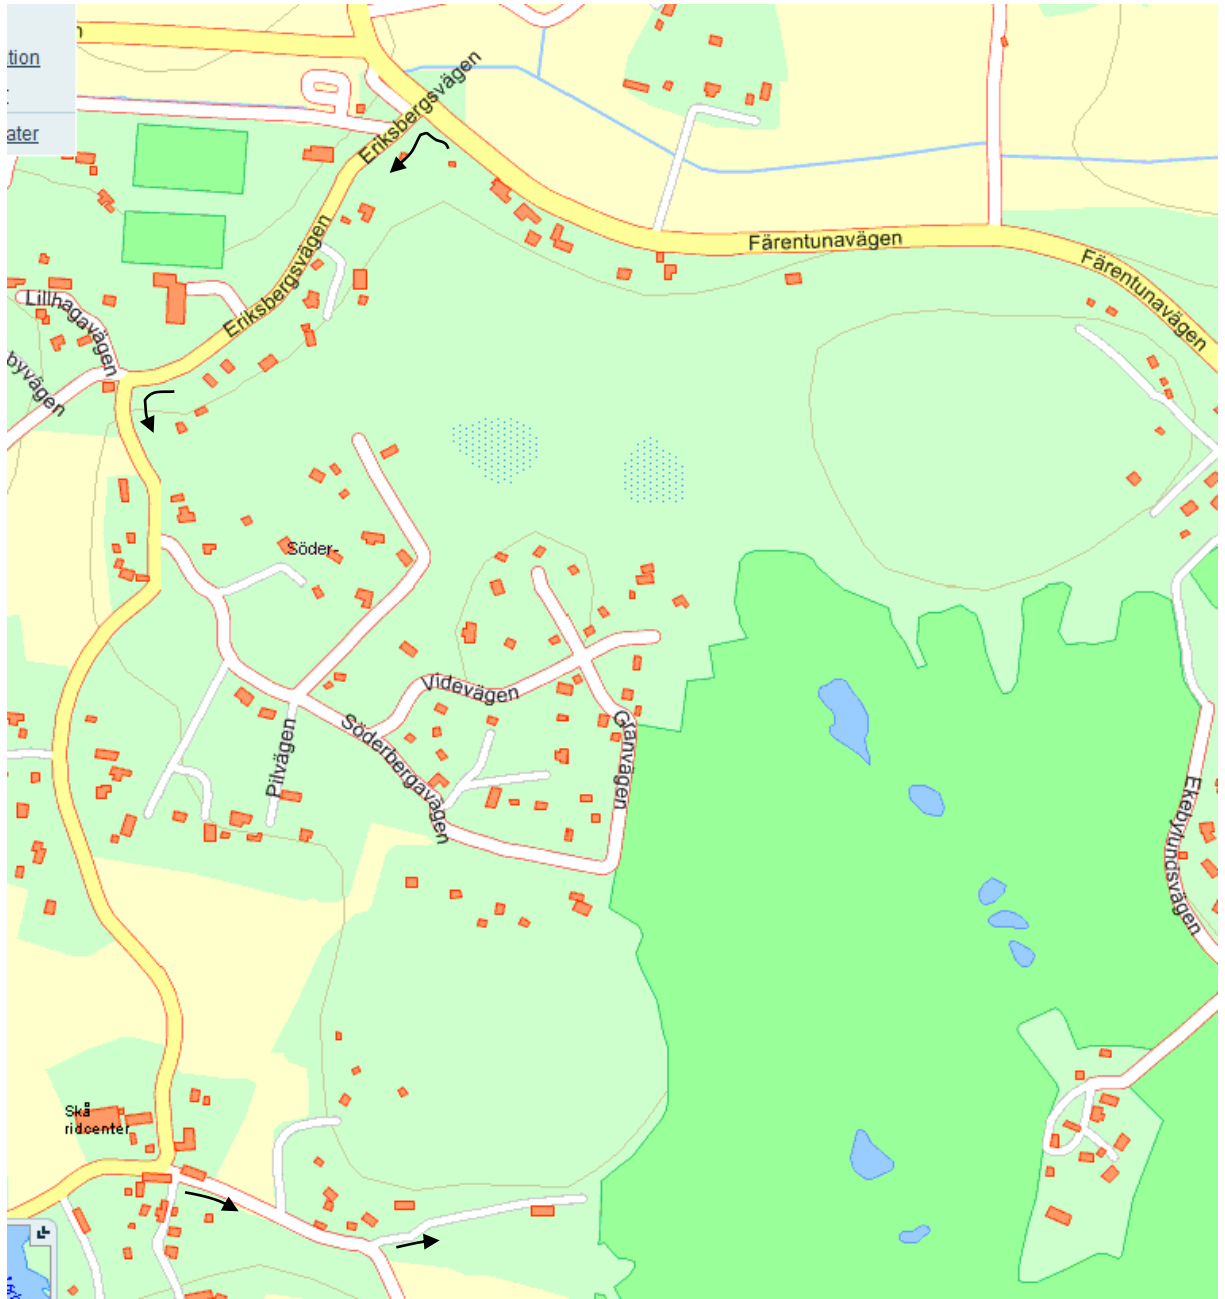 n
tion
ater
Eriksbergsvägen
Eriksbergsvägen
Färentunavägen
Färentunavägen
Lillhagavägen
byvägen
Söder-
Videvägen
Söderbergavägen
Pilvägen
Granvägen
Ekebylundsvägen
Skå
ridcenter